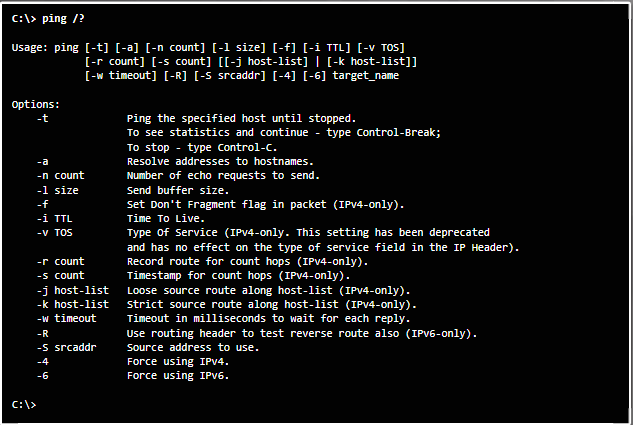 C:\> ping /?
Usage: ping [-t] [-a] [-n count] [-l size] [-f] [-i TTL] [-v TOS]
[-r count] [-s count] [[-j host-list] | [-k host-list]]
[-w timeout] [-R] [-S srcaddr] [-4] [-6] target_name
Options:
-t Ping the specified host until stopped.
To see statistics and continue - type Control-Break;
To stop - type Control-C.
-a Resolve addresses to hostnames.
-n count Number of echo requests to send.
-l size Send buffer size.
-f Set Don't Fragment flag in packet (IPv4-only).
-i TTL Time To Live.
-v TOS Type Of Service (IPv4-only. This setting has been deprecated
and has no effect on the type of service field in the IP Header).
-r count Record route for count hops (IPv4-only).
-s count Timestamp for count hops (IPv4-only).
-j host-list Loose source route along host-list (IPv4-only).
-k host-list Strict source route along host-list (IPv4-only).
-w timeout Timeout in milliseconds to wait for each reply.
-R Use routing header to test reverse route also (IPv6-only).
-S srcaddr Source address to use.
-4 Force using IPv4.
-6 Force using IPv6.
C:\>